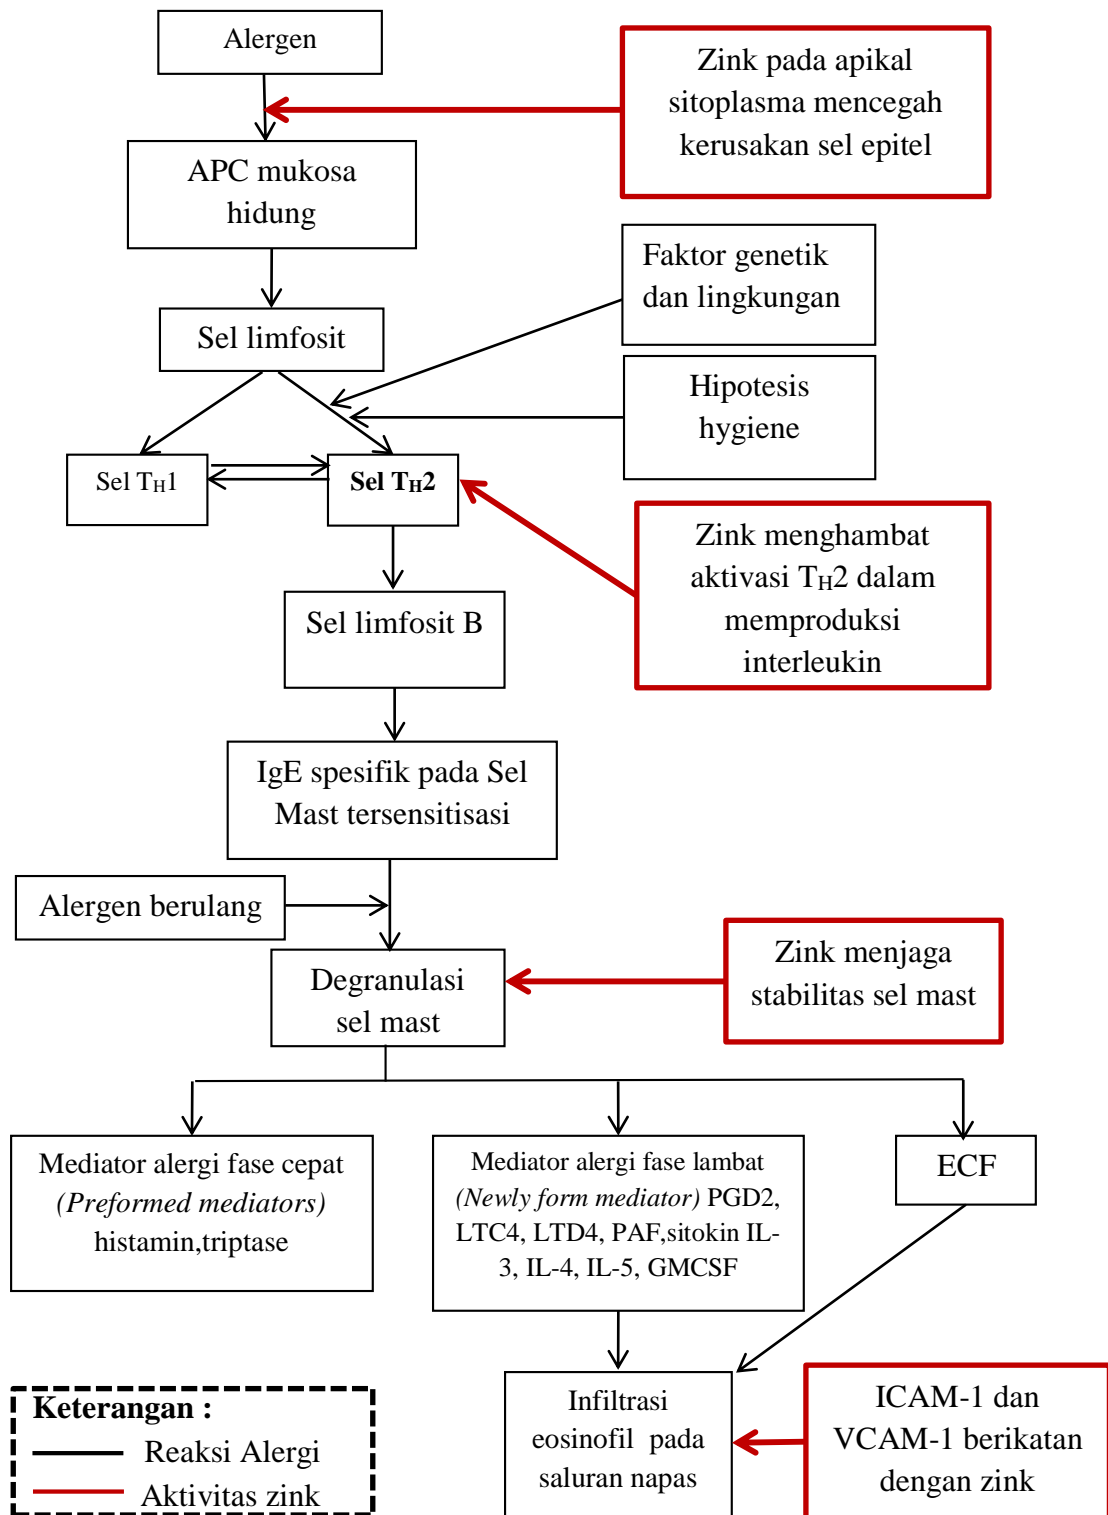 Alergen
Zink pada apikal
sitoplasma mencegah
kerusakan sel epitel
APC mukosa
hidung
Faktor genetik
dan lingkungan
Sel limfosit
Hipotesis
hygiene
Sel TH1
Sel TH2
Zink menghambat
aktivasi TH2 dalam
memproduksi
interleukin
Sel limfosit B
IgE spesifik pada Sel
Mast tersensitisasi
Alergen berulang
Degranulasi
sel mast
Zink menjaga
stabilitas sel mast
Mediator alergi fase cepat
(Preformed mediators)
histamin,triptase
Mediator alergi fase lambat
(Newly form mediator) PGD2,
LTC4, LTD4, PAF,sitokin IL-
3, IL-4, IL-5, GMCSF
ECF
Infiltrasi
eosinofil pada
saluran napas
ICAM-1 dan
VCAM-1 berikatan
dengan zink
Keterangan :
Reaksi Alergi
Aktivitas zink